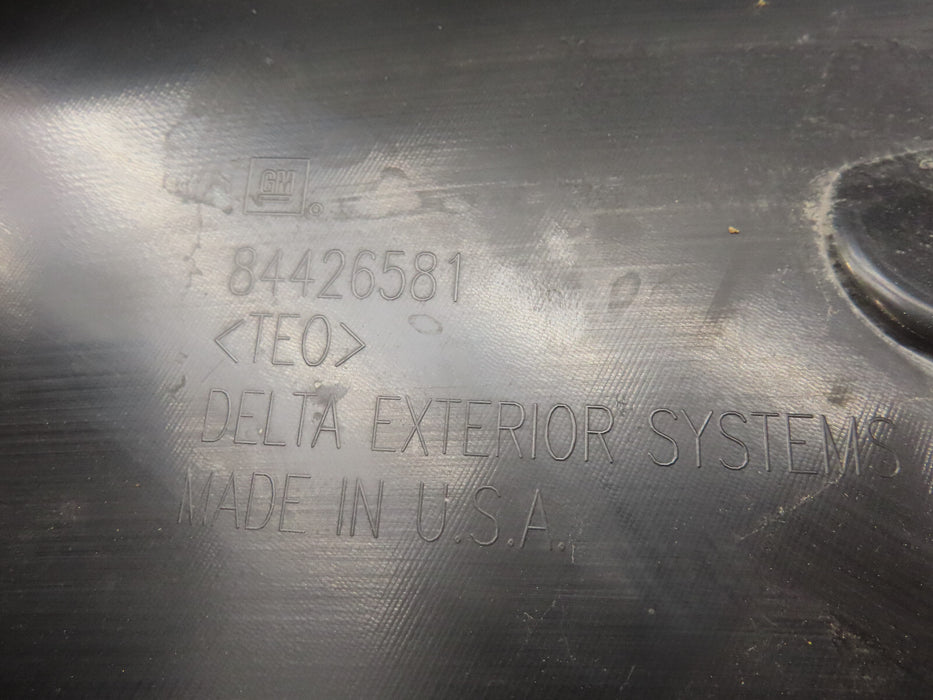 GM
84426581
<TEO>
DELTA EXTERIOR SYSTEMS
MADE IN U.S.A.